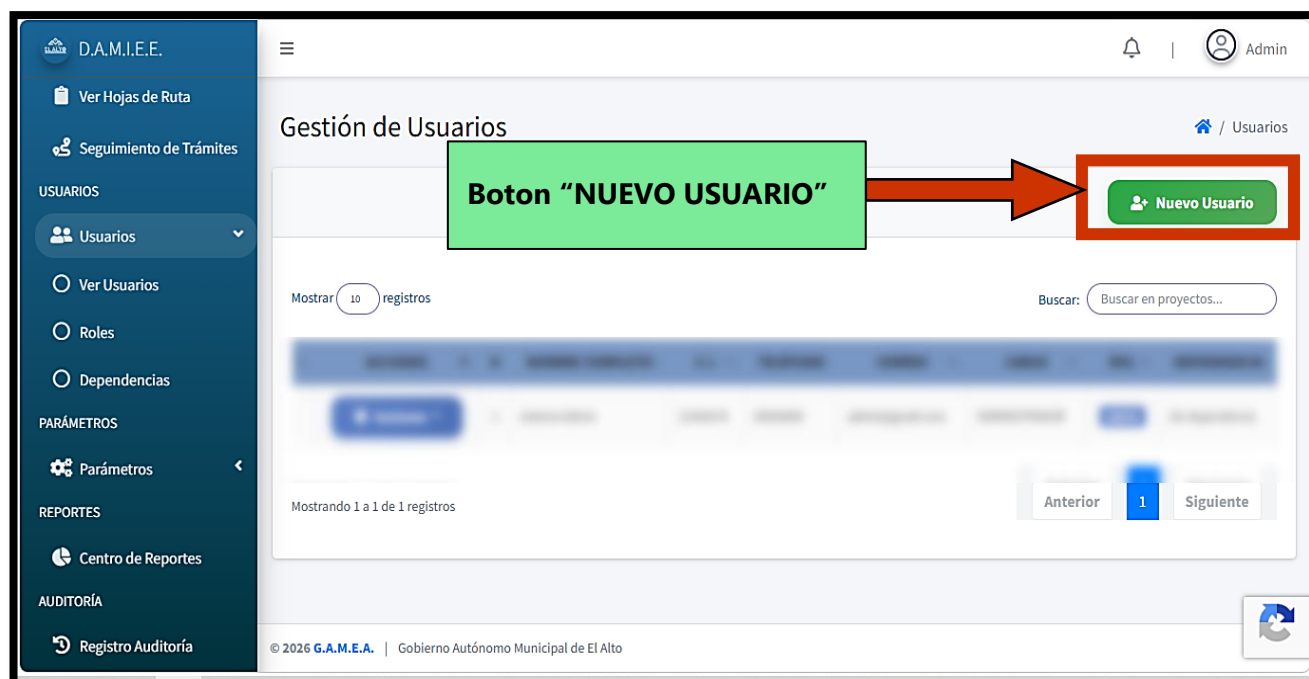 D.A.M.I.E.E.
Admin
Ver Hojas de Ruta
Seguimiento de Trámites
USUARIOS
Usuarios
Ver Usuarios
Roles
Dependencias
PARÁMETROS
Parámetros
REPORTES
Centro de Reportes
AUDITORÍA
Registro Auditoría
Gestión de Usuarios
/ Usuarios
Boton “NUEVO USUARIO”
Nuevo Usuario
Mostrar 10 registros
Buscar: Buscar en proyectos...
Mostrando 1 a 1 de 1 registros
Anterior 1 Siguiente
© 2026 G.A.M.E.A. | Gobierno Autónomo Municipal de El Alto